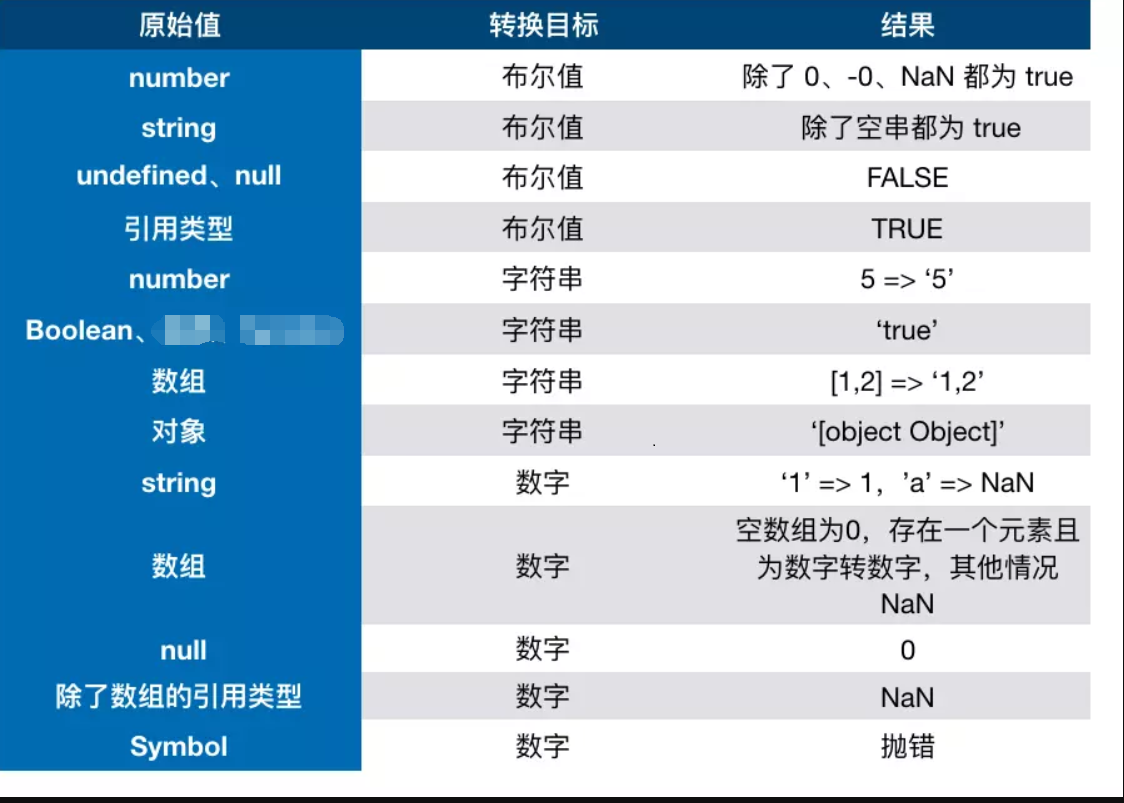 原始值 转换目标 结果
number 布尔值 除了 0、-0、NaN 都为 true
string 布尔值 除了空串都为 true
undefined、null 布尔值 FALSE
引用类型 布尔值 TRUE
number 字符串 5 => ‘5’
Boolean、 字符串 ‘true’
数组 字符串 [1,2] => ‘1,2’
对象 字符串 ‘[object Object]’
string 数字 ‘1’ => 1，’a’ => NaN
数组 数字 空数组为0，存在一个元素且
为数字转数字，其他情况
NaN
null 数字 0
除了数组的引用类型 数字 NaN
Symbol 数字 抛错